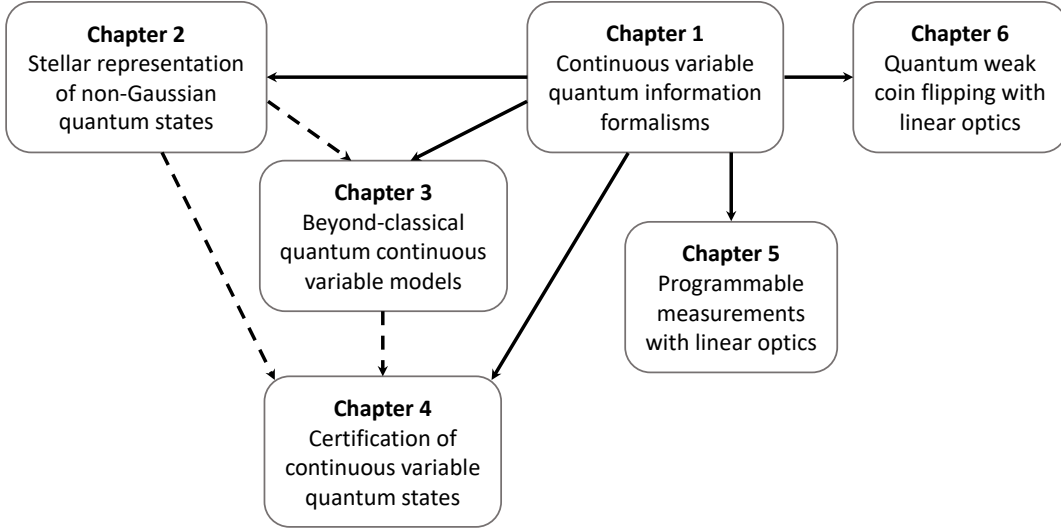 Chapter 2
Stellar representation
of non-Gaussian
quantum states
Chapter 1
Continuous variable
quantum information
formalisms
Chapter 6
Quantum weak
coin flipping with
linear optics
Chapter 3
Beyond-classical
quantum continuous
variable models
Chapter 5
Programmable
measurements
with linear optics
Chapter 4
Certification of
continuous variable
quantum states